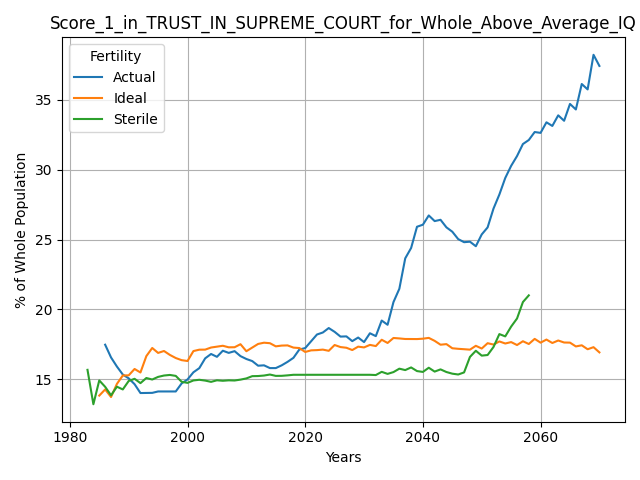 Score_1_in_TRUST_IN_SUPREME_COURT_for_Whole_Above_Average_IQ
Fertility
Actual
Ideal
Sterile
% of Whole Population
35
30
25
20
15
1980
2000
2020
2040
2060
Years